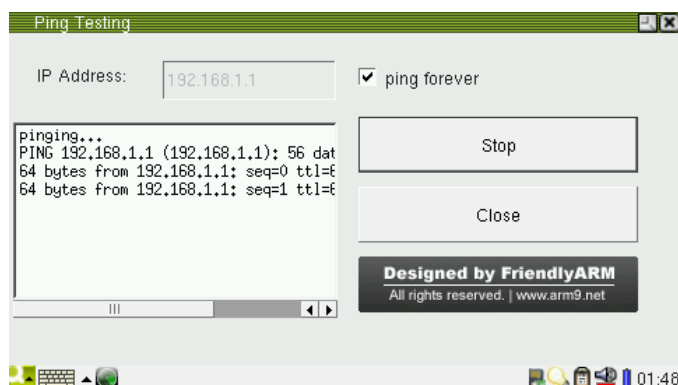 Ping Testing
IP Address:
192.168.1.1
ping forever
pinging...
PING 192.168.1.1 (192.168.1.1): 56 dat
64 bytes from 192.168.1.1: seq=0 ttl=6
64 bytes from 192.168.1.1: seq=1 ttl=6
Stop
Close
Designed by FriendlyARM
All rights reserved. | www.arm9.net
01:48